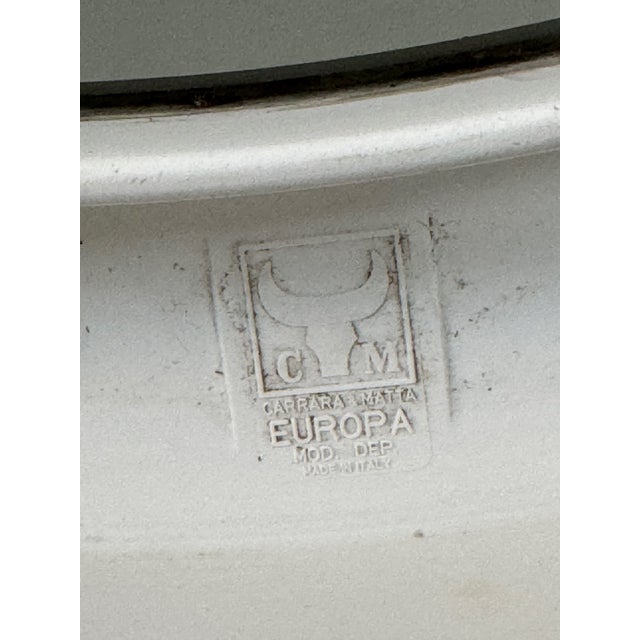 C M
CARRARA & MATTA
EUROPA
MOD. DEP.
MADE IN ITALY